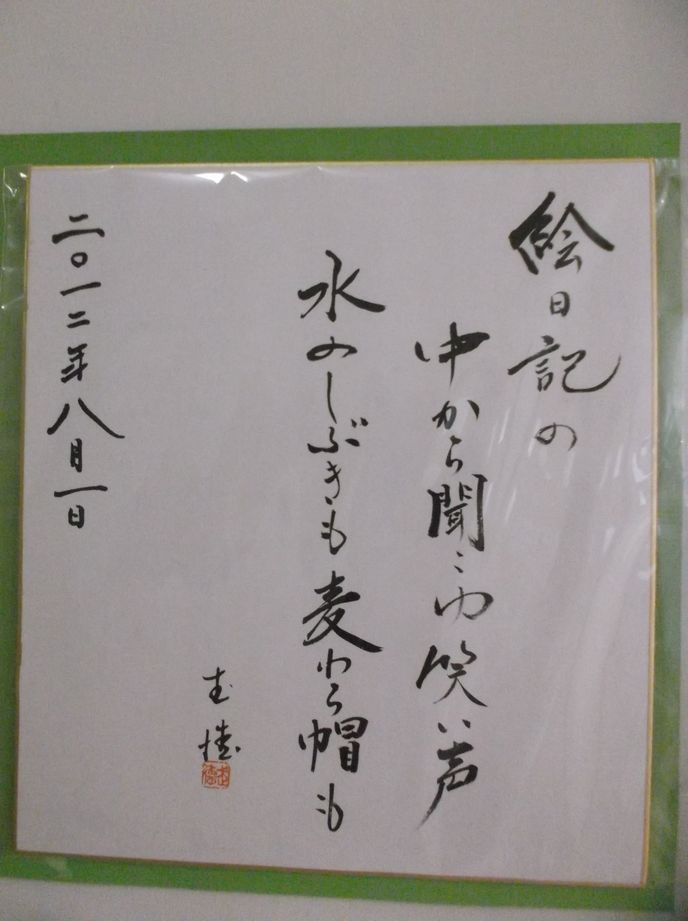 絵日記の
中から聞こゆ笑い声
水のしぶきも麦わら帽も
二〇一二年八月一日